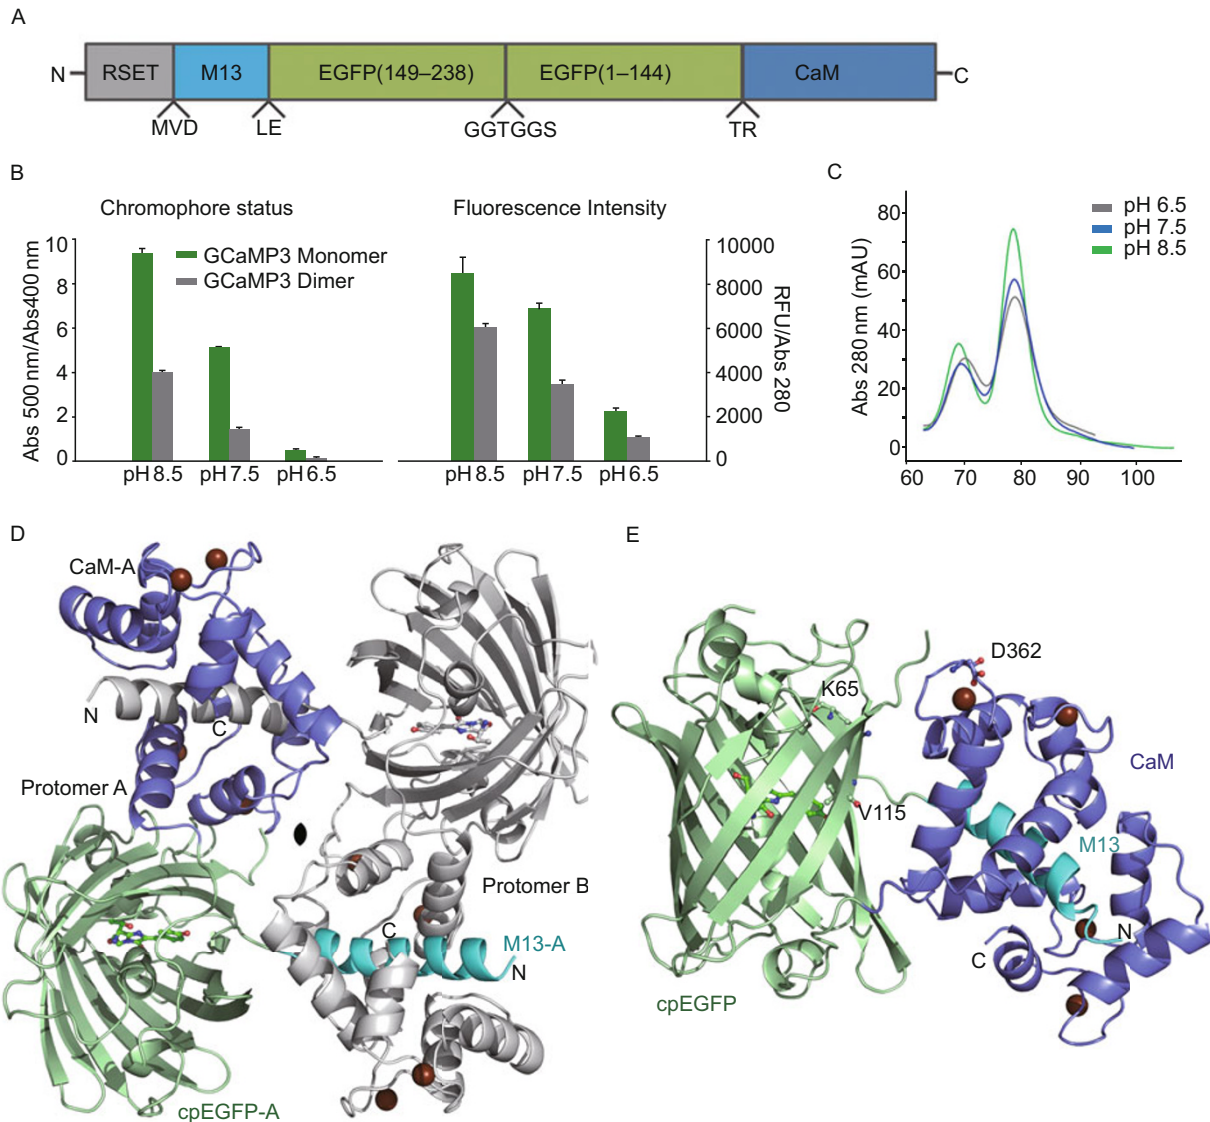 A
N
RSET
M13
EGFP(149–238)
EGFP(1–144)
CaM
C
MVD
LE
GGTGGS
TR
B
Chromophore status
Fluorescence Intensity
Abs 500 nm/Abs400 nm
10
8
6
4
2
0
GCaMP3 Monomer
GCaMP3 Dimer
pH 8.5
pH 7.5
pH 6.5
pH 8.5
pH 7.5
pH 6.5
10000
8000
6000
4000
2000
0
RFU/Abs 280
C
pH 6.5
pH 7.5
pH 8.5
Abs 280 nm (mAU)
80
60
40
20
0
60
70
80
90
100
D
CaM-A
N
C
Protomer A
Protomer B
C
M13-A
N
cpEGFP-A
E
D362
K65
CaM
V115
M13
N
C
cpEGFP